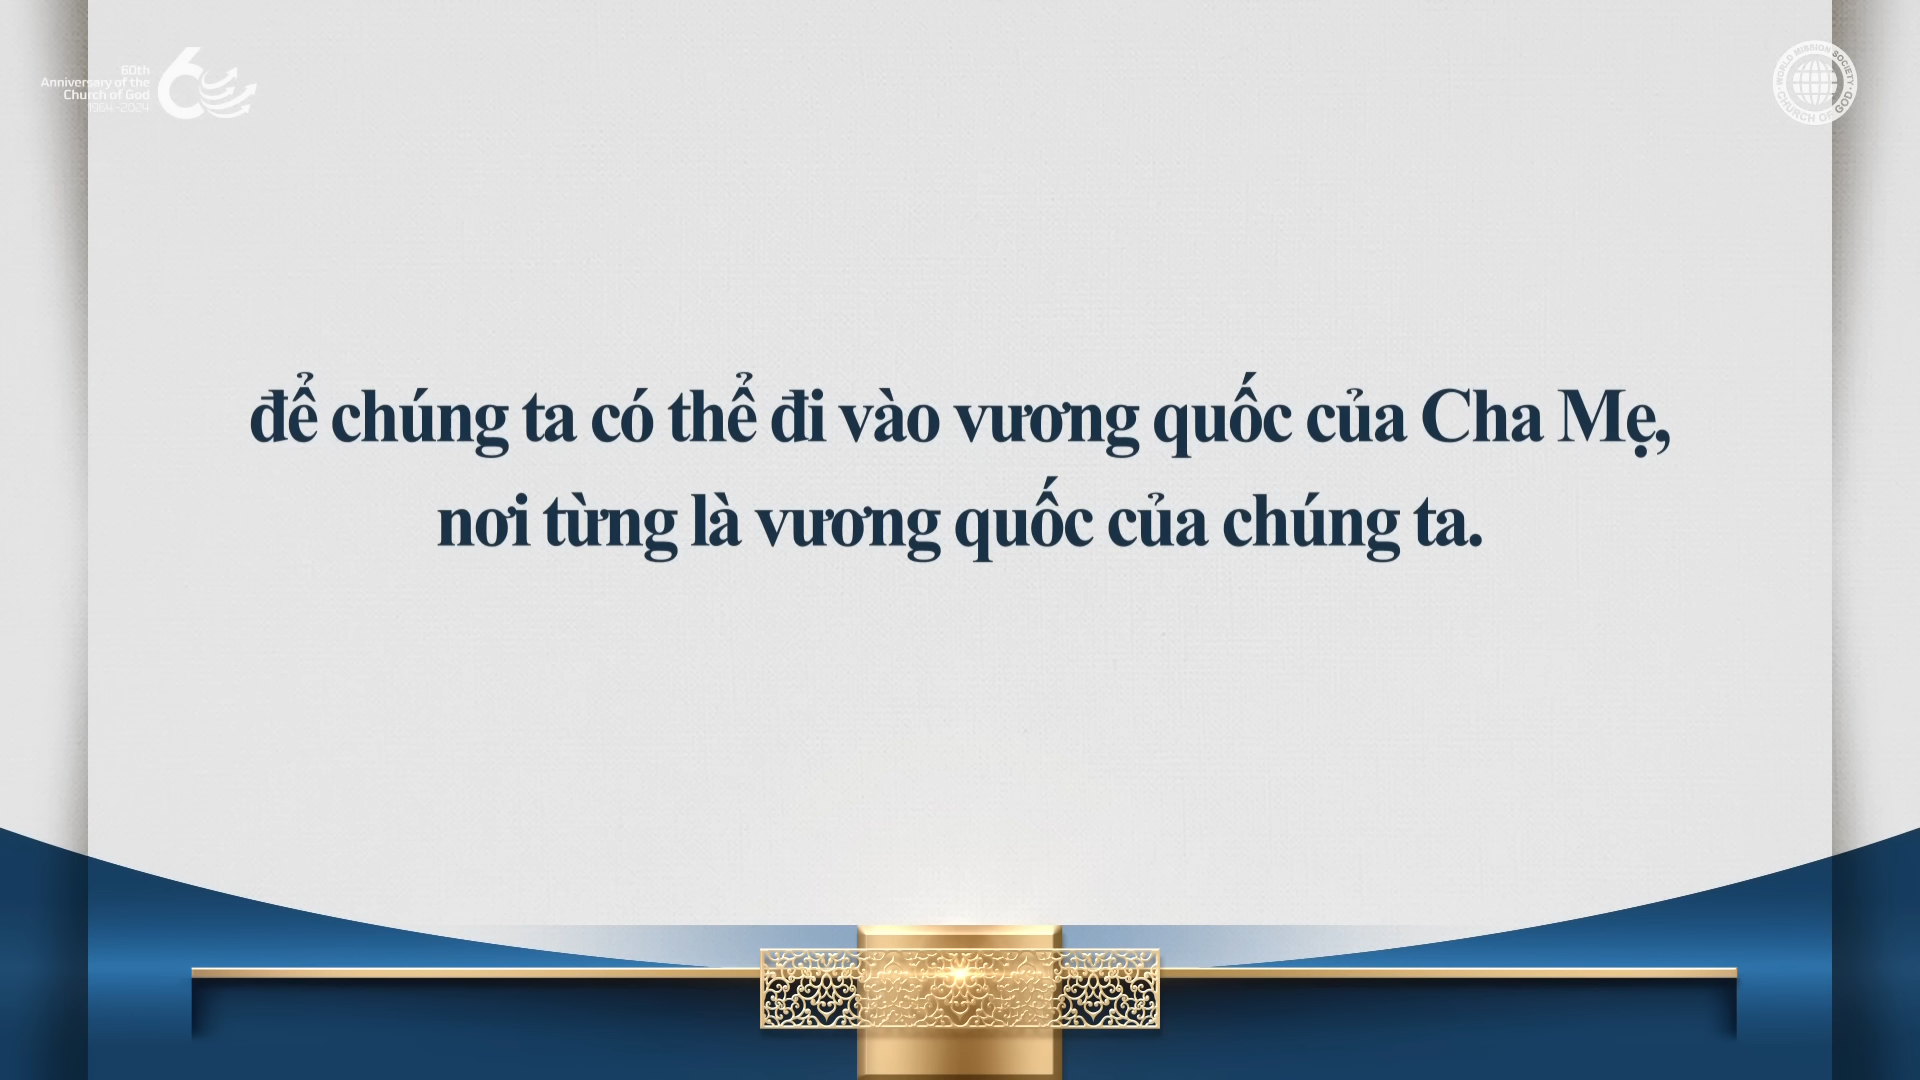 60th
Anniversary of the
Church of God
1964-2024
WORLD MISSION SOCIETY
CHURCH OF GOD
để chúng ta có thể đi vào vương quốc của Cha Mẹ,
nơi từng là vương quốc của chúng ta.